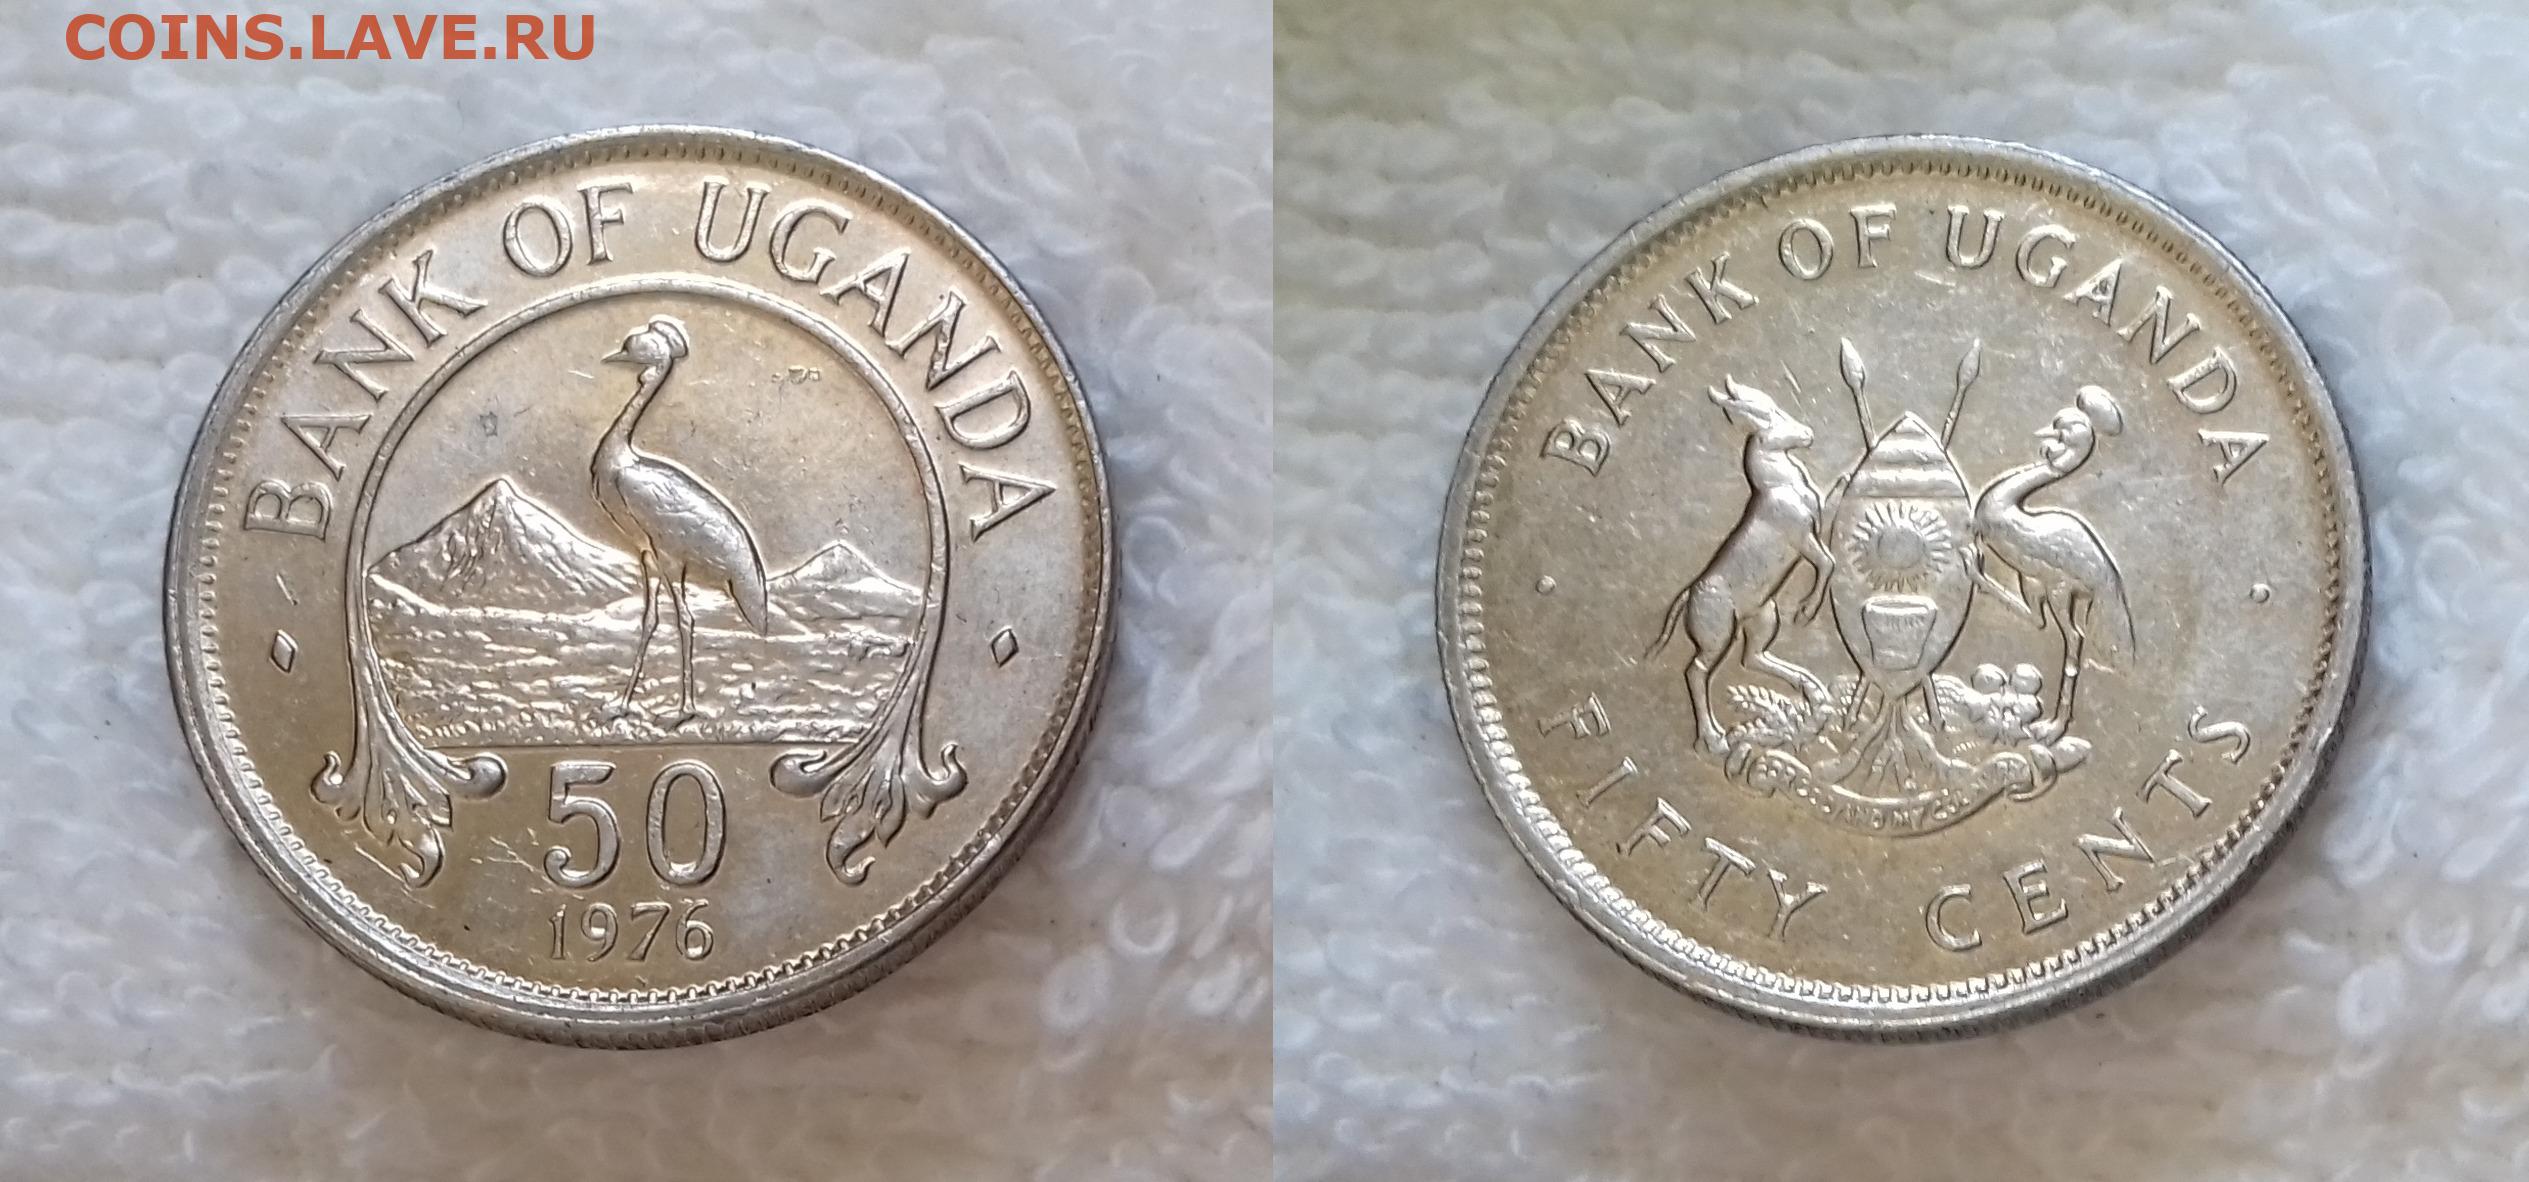 COINS.LAVE.RU
BANK OF UGANDA
50
1976
BANK OF UGANDA
FIFTY CENTS